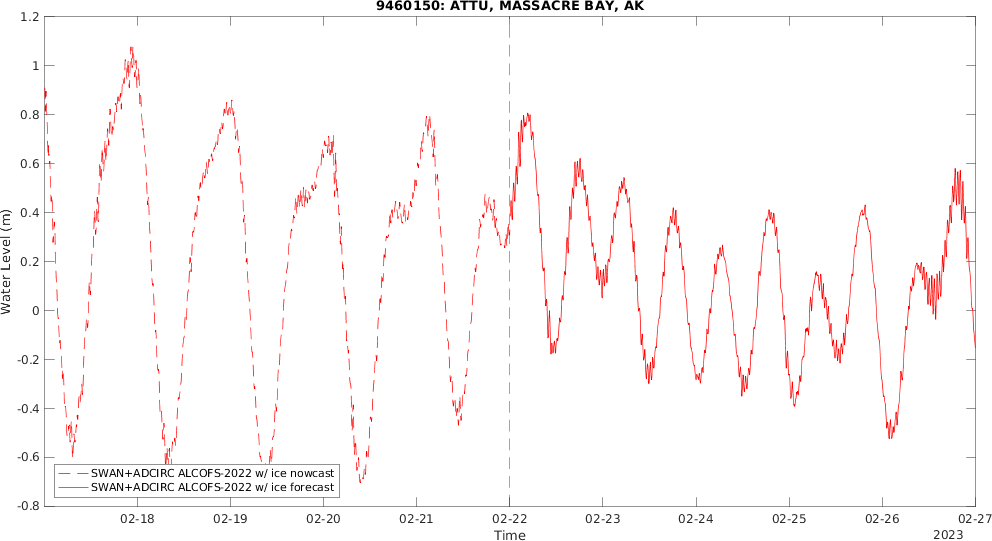 9460150: ATTU, MASSACRE BAY, AK
1.2
1
0.8
0.6
0.4
0.2
0
-0.2
-0.4
-0.6
-0.8
Water Level (m)
SWAN+ADCIRC ALCOFS-2022 w/ ice nowcast
SWAN+ADCIRC ALCOFS-2022 w/ ice forecast
02-18 02-19 02-20 02-21 02-22 02-23 02-24 02-25 02-26 02-27
Time
2023